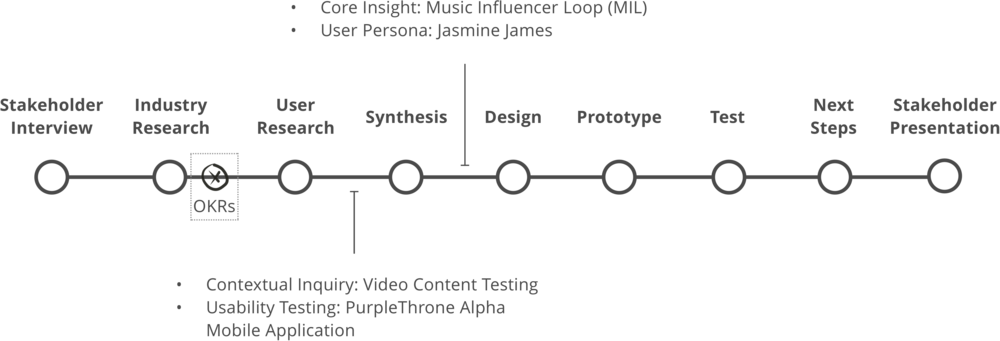 • Core Insight: Music Influencer Loop (MIL)
• User Persona: Jasmine James
Stakeholder
Interview
Industry
Research
User
Research
Synthesis
Design
Prototype
Test
Next
Steps
Stakeholder
Presentation
OKRs
• Contextual Inquiry: Video Content Testing
• Usability Testing: PurpleThrone Alpha
Mobile Application